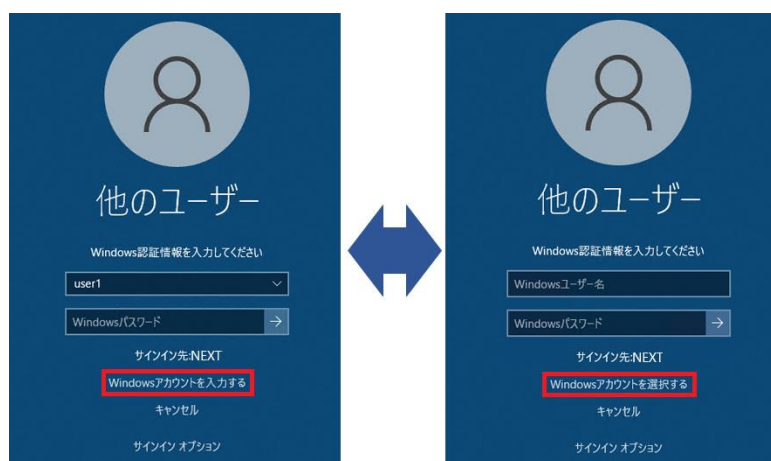 他のユーザー
Windows認証情報を入力してください
user1
Windowsパスワード
サインイン先:NEXT
Windowsアカウントを入力する
キャンセル
サインイン オプション
他のユーザー
Windows認証情報を入力してください
Windowsユーザー名
Windowsパスワード
サインイン先:NEXT
Windowsアカウントを選択する
キャンセル
サインイン オプション